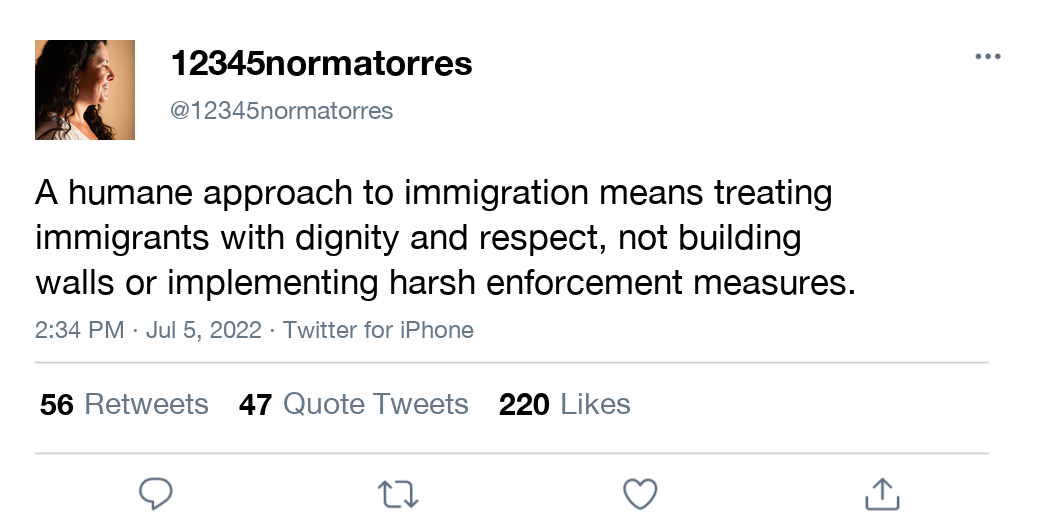 12345normatorres
@12345normatorres
A humane approach to immigration means treating
immigrants with dignity and respect, not building
walls or implementing harsh enforcement measures.
2:34 PM · Jul 5, 2022 · Twitter for iPhone
56 Retweets 47 Quote Tweets 220 Likes